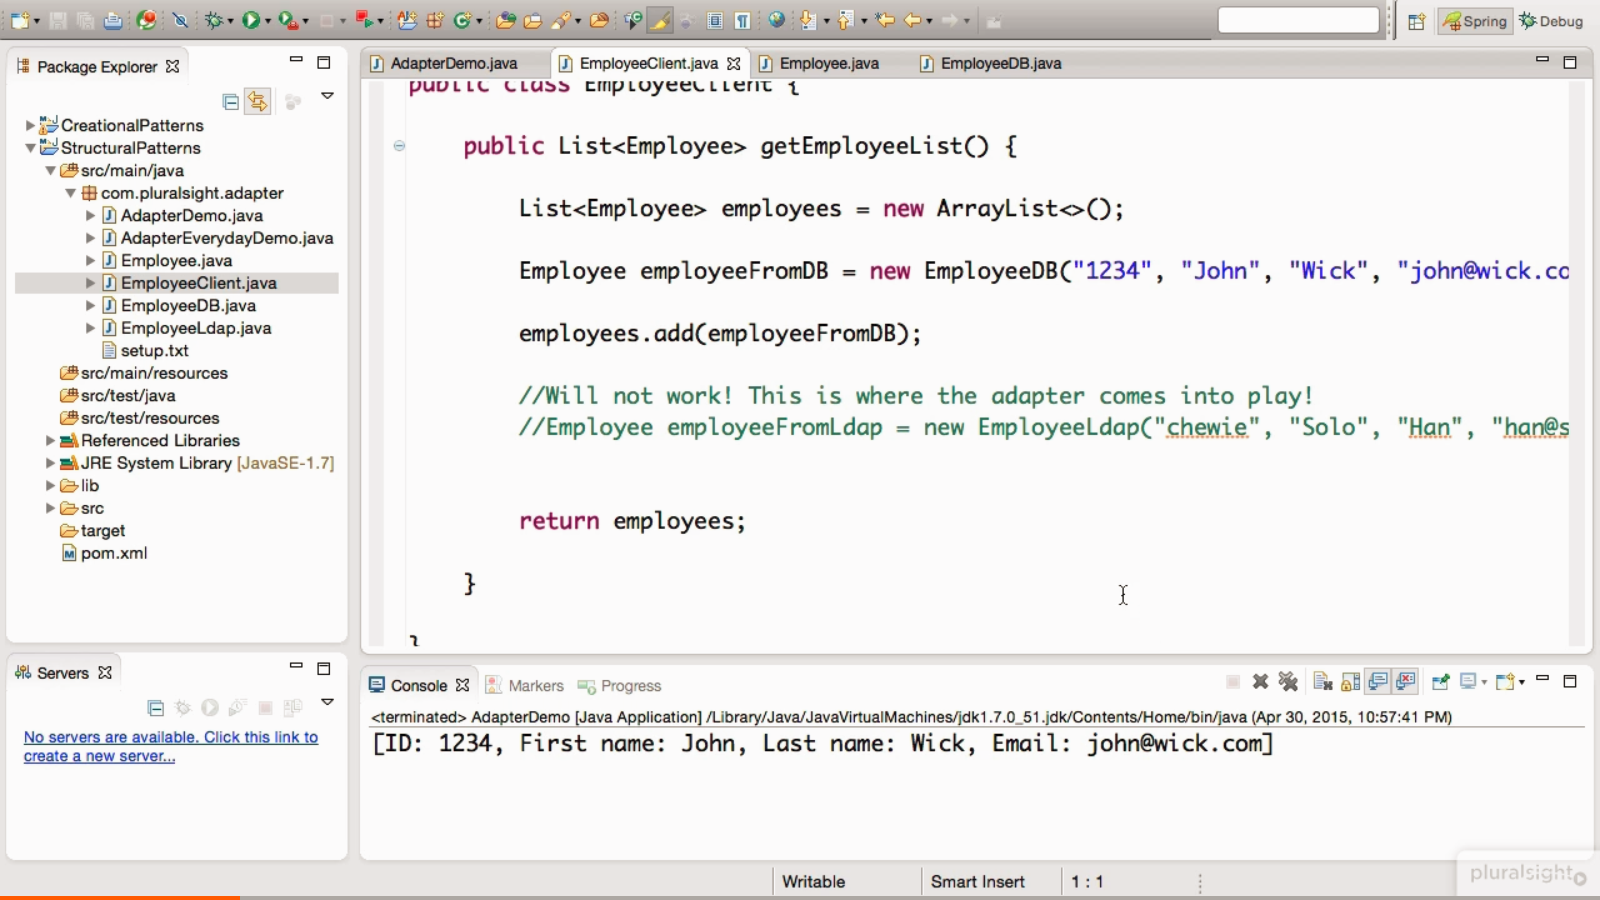 Spring
Debug
Package Explorer
CreationalPatterns
StructuralPatterns
src/main/java
com.pluralsight.adapter
AdapterDemo.java
AdapterEverydayDemo.java
Employee.java
EmployeeClient.java
EmployeeDB.java
EmployeeLdap.java
setup.txt
src/main/resources
src/test/java
src/test/resources
Referenced Libraries
JRE System Library [JavaSE-1.7]
lib
src
target
pom.xml
Servers
No servers are available. Click this link to
create a new server...
AdapterDemo.java
EmployeeClient.java
Employee.java
EmployeeDB.java
public class EmployeeClient {
public List<Employee> getEmployeeList() {
List<Employee> employees = new ArrayList<>();
Employee employeeFromDB = new EmployeeDB("1234", "John", "Wick", "john@wick.co
employees.add(employeeFromDB);
//Will not work! This is where the adapter comes into play!
//Employee employeeFromLdap = new EmployeeLdap("chewie", "Solo", "Han", "han@s
return employees;
}
}
Console
Markers
Progress
<terminated> AdapterDemo [Java Application] /Library/Java/JavaVirtualMachines/jdk1.7.0_51.jdk/Contents/Home/bin/java (Apr 30, 2015, 10:57:41 PM)
[ID: 1234, First name: John, Last name: Wick, Email: john@wick.com]
Writable
Smart Insert
1 : 1
pluralsight